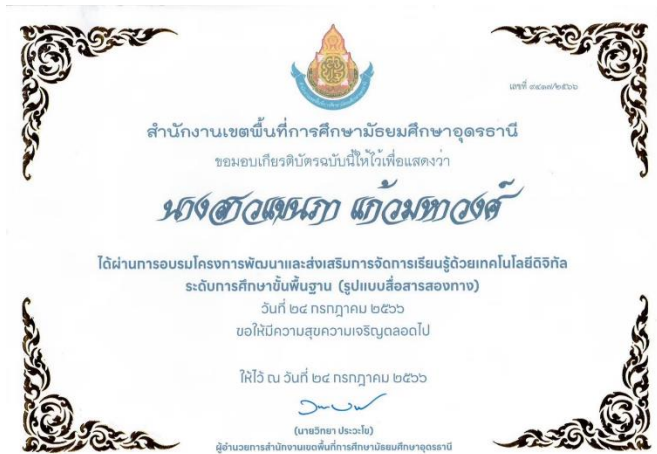 สำนักงานเขตพื้นที่การศึกษามัธยมศึกษาอุดรธานี
ขอมอบเกียรติบัตรฉบับนี้ไว้เพื่อแสดงว่า
นางสาวแขนภา แก้วมหาวงศ์
ได้ผ่านการอบรมโครงการพัฒนาและส่งเสริมการจัดการเรียนรู้ด้วยเทคโนโลยีดิจิทัล
ระดับการศึกษาขั้นพื้นฐาน (รูปแบบสื่อสารสองทาง)
วันที่ ๒๔ กรกฎาคม ๒๕๖๖
ขอให้มีความสุขความเจริญตลอดไป
ให้ไว้ ณ วันที่ ๒๔ กรกฎาคม ๒๕๖๖
(นายวิทยา ประวะโข)
ผู้อำนวยการสำนักงานเขตพื้นที่การศึกษามัธยมศึกษาอุดรธานี